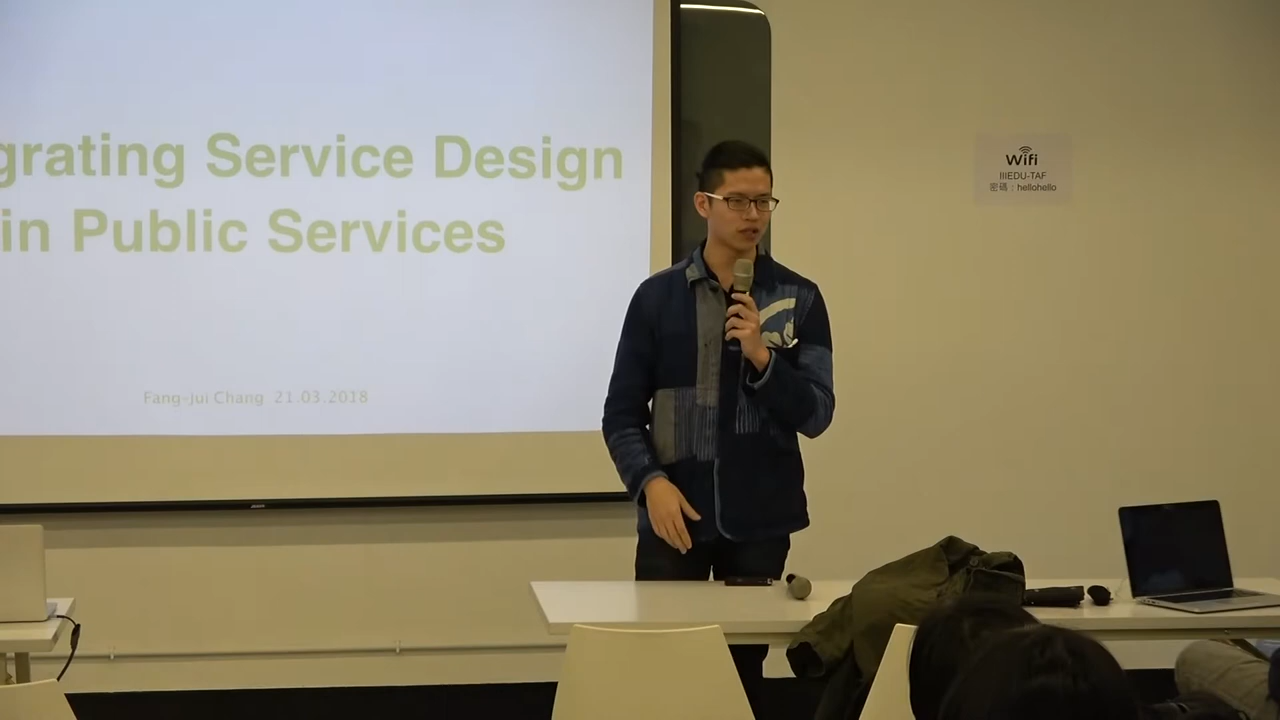 grating Service Design
in Public Services
Fang-jui Chang 21.03.2018
Wifi
IIIEDU-TAF
密碼：hellohello